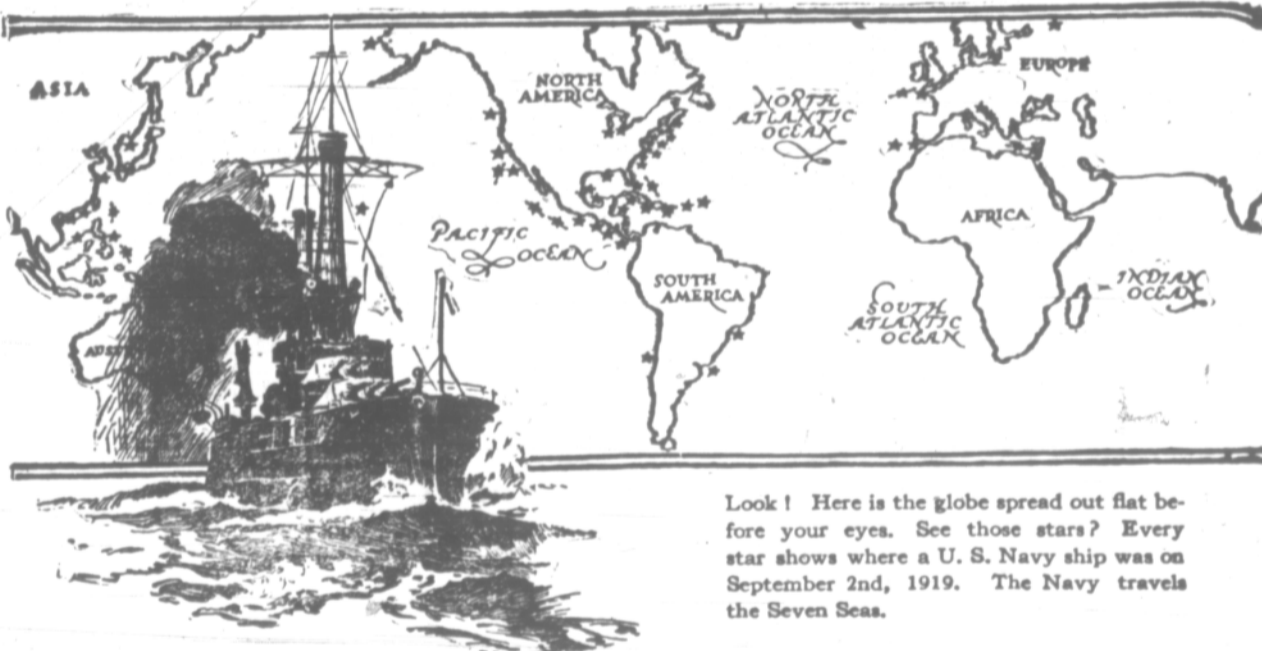 ASIA
NORTH
AMERICA
NORTH
ATLANTIC
OCEAN
EUROPE
PACIFIC
OCEAN
AFRICA
SOUTH
AMERICA
SOUTH
ATLANTIC
OCEAN
INDIAN
OCEAN
AUST
Look ! Here is the globe spread out flat be-
fore your eyes. See those stars? Every
star shows where a U. S. Navy ship was on
September 2nd, 1919. The Navy travels
the Seven Seas.